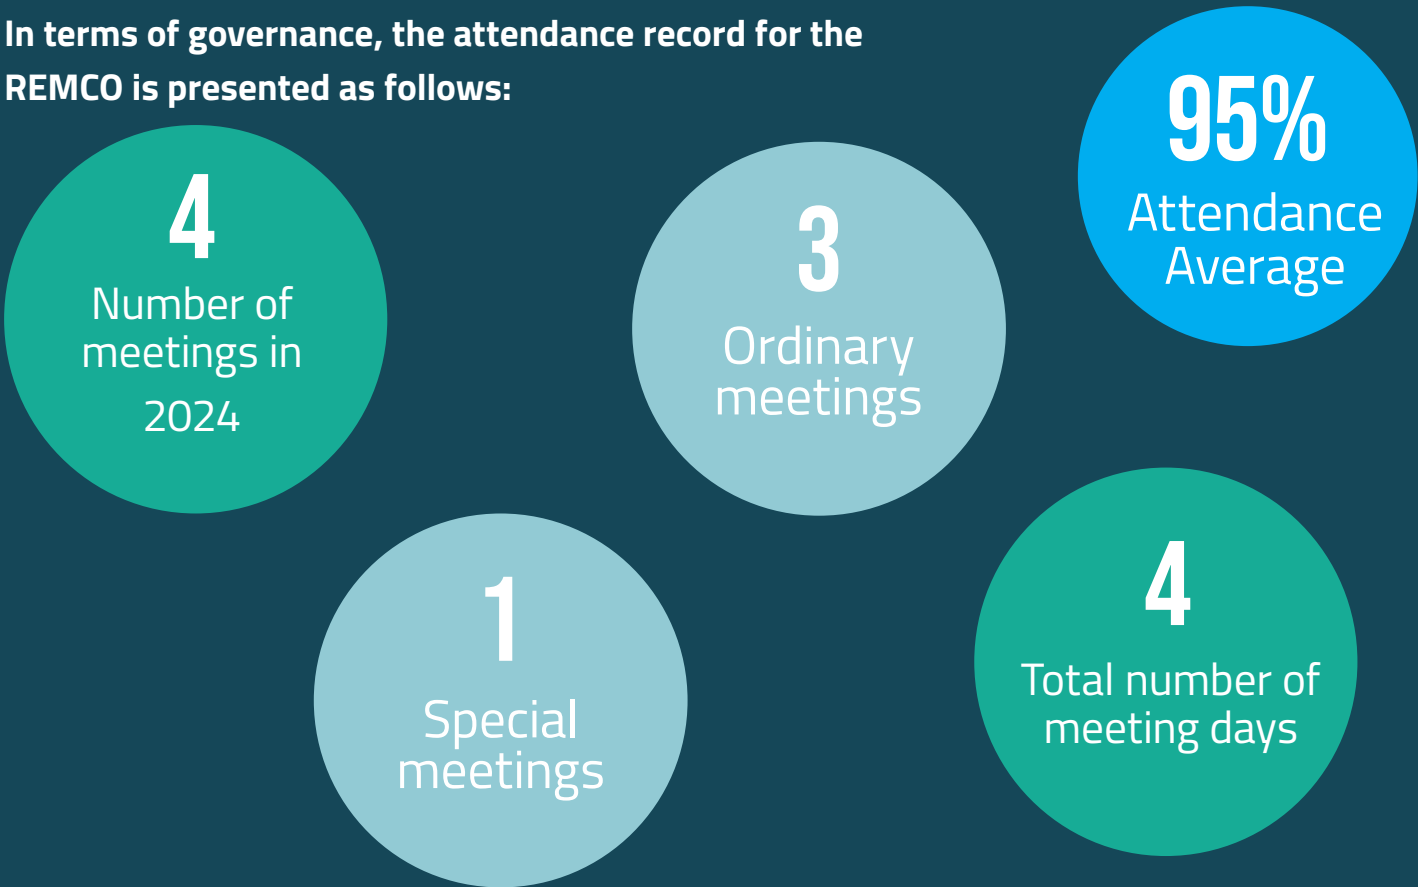 In terms of governance, the attendance record for the
REMCO is presented as follows:
4
Number of
meetings in
2024
3
Ordinary
meetings
95%
Attendance
Average
1
Special
meetings
4
Total number of
meeting days